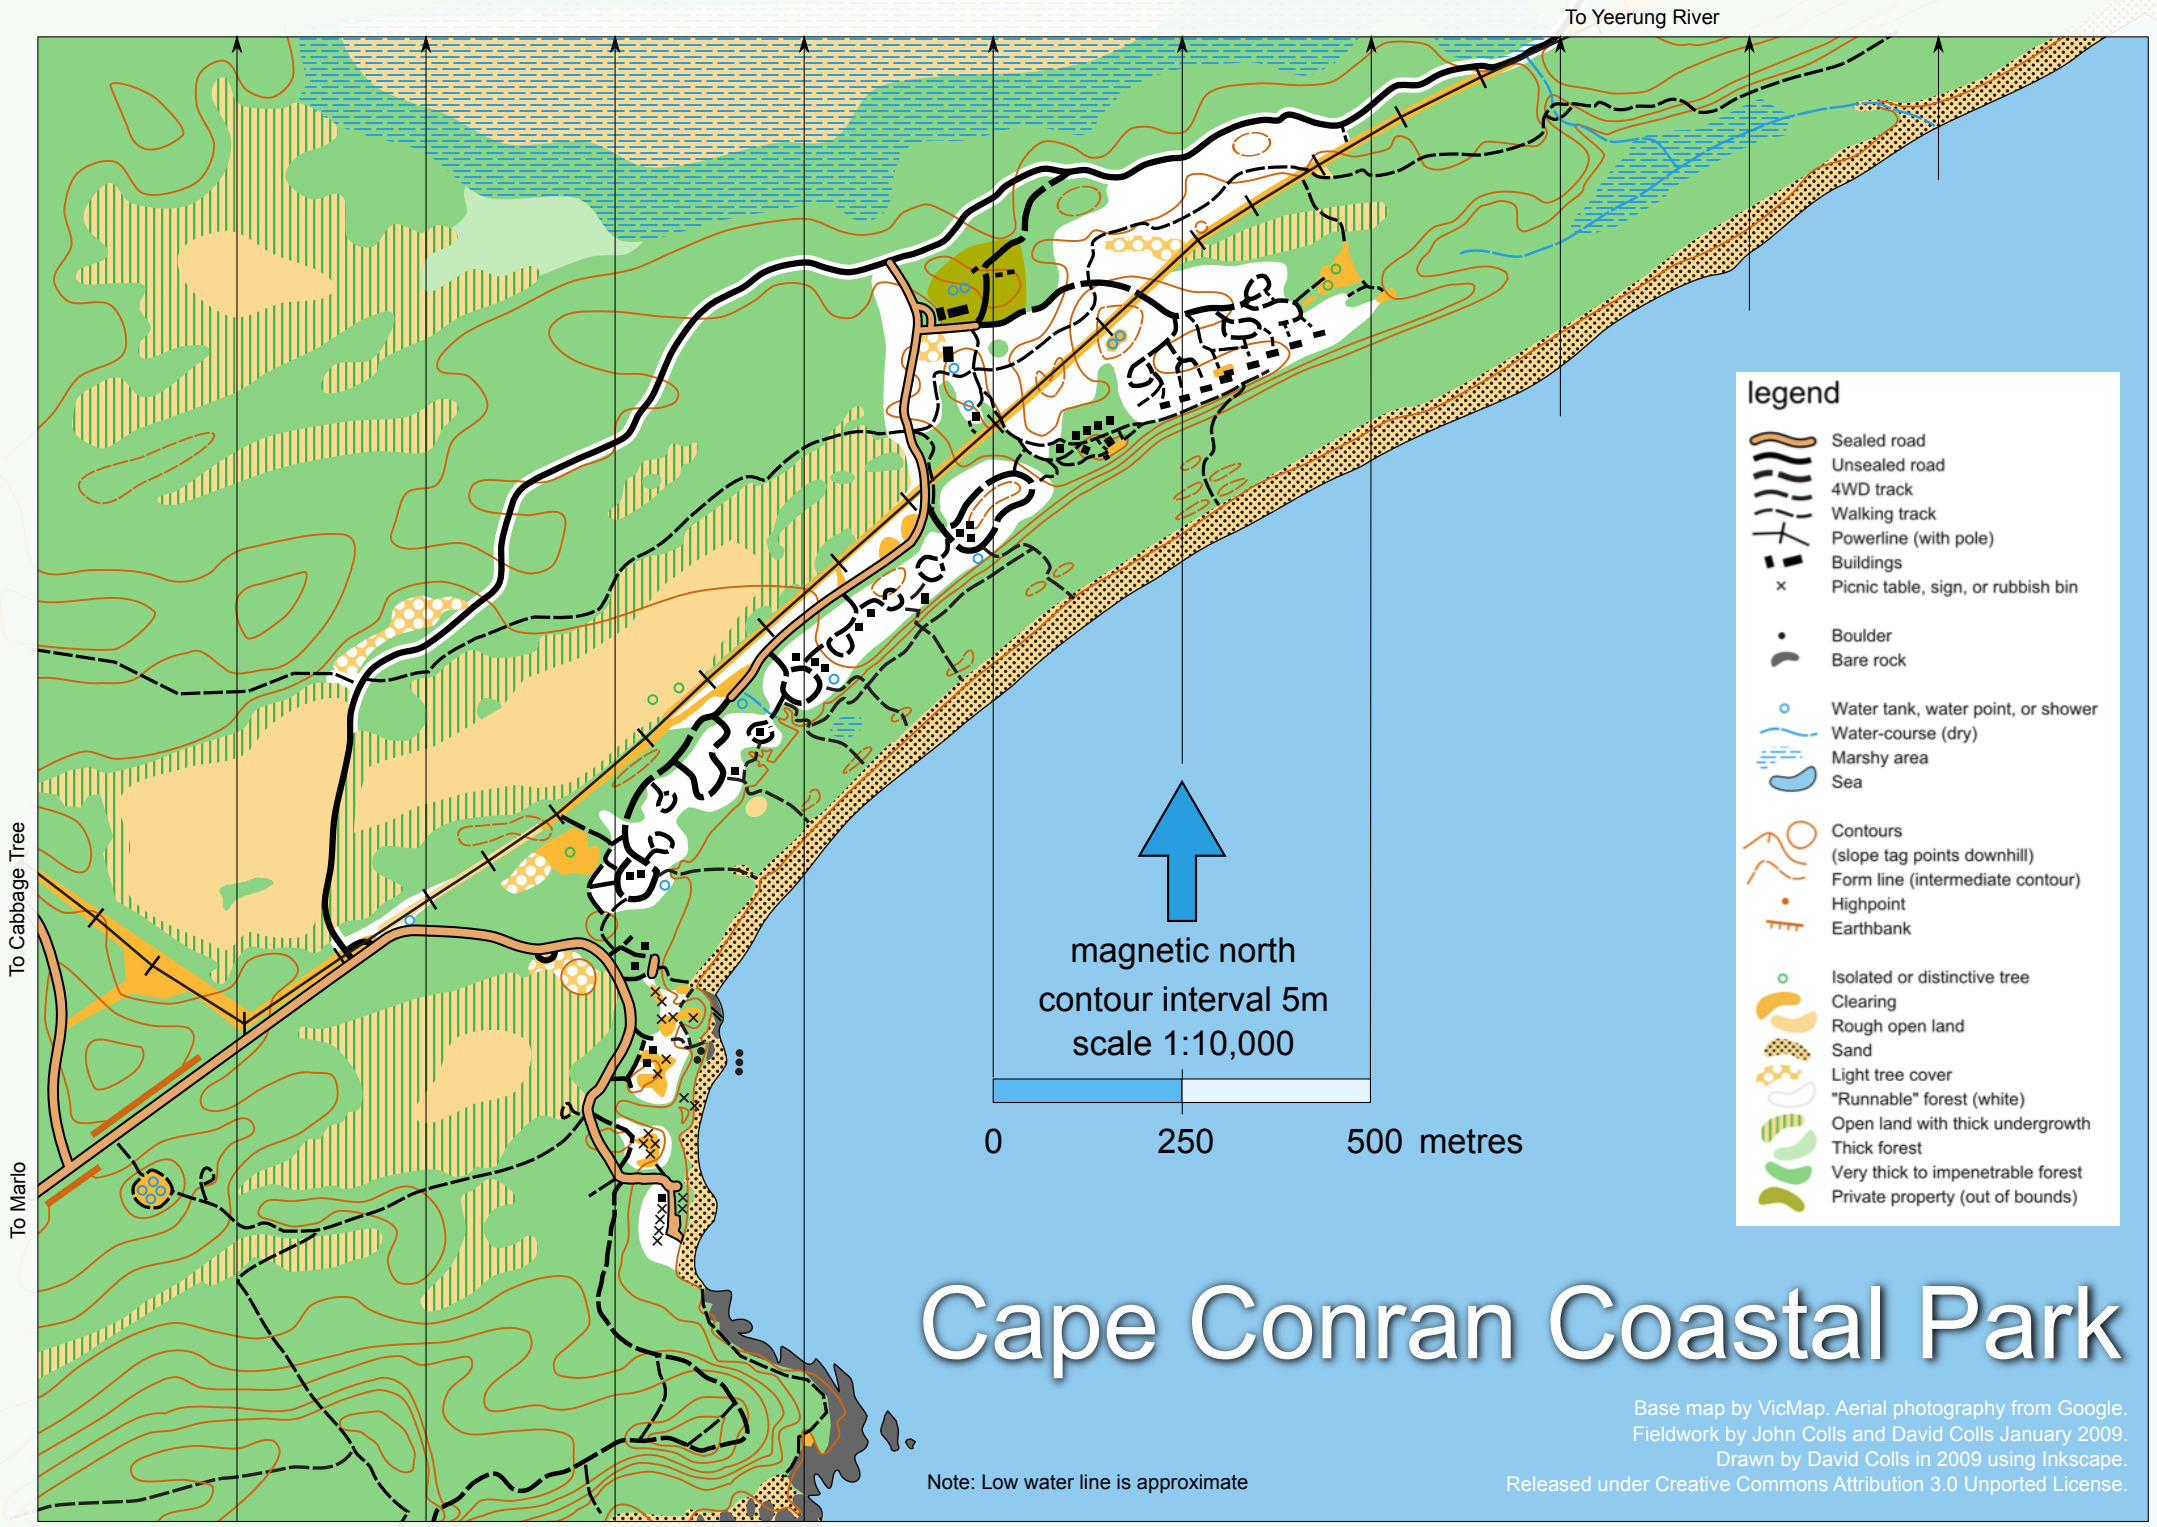 To Yeerung River
legend
Sealed road
Unsealed road
4WD track
Walking track
Powerline (with pole)
Buildings
Picnic table, sign, or rubbish bin
Boulder
Bare rock
Water tank, water point, or shower
Water-course (dry)
Marshy area
Sea
Contours
(slope tag points downhill)
Form line (intermediate contour)
Highpoint
Earthbank
Isolated or distinctive tree
Clearing
Rough open land
Sand
Light tree cover
"Runnable" forest (white)
Open land with thick undergrowth
Thick forest
Very thick to impenetrable forest
Private property (out of bounds)
To Cabbage Tree
To Marlo
magnetic north
contour interval 5m
scale 1:10,000
0 250 500 metres
Cape Conran Coastal Park
Base map by VicMap. Aerial photography from Google.
Fieldwork by John Colls and David Colls January 2009.
Drawn by David Colls in 2009 using Inkscape.
Released under Creative Commons Attribution 3.0 Unported License.
Note: Low water line is approximate